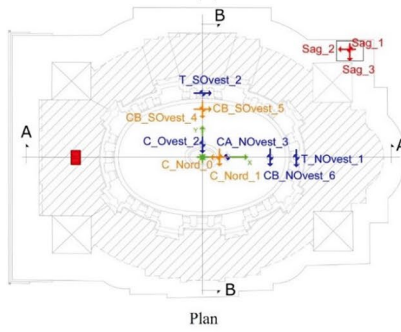 B
Sag_2 Sag_1
Sag_3
T_SOvest_2
CB_SOvest_5
CB_SOvest_4
Y
A C_Ovest_2 CA_NOvest_3 A
X
C_Nord_0 T_NOvest_1
C_Nord_1 CB_NOvest_6
B
Plan